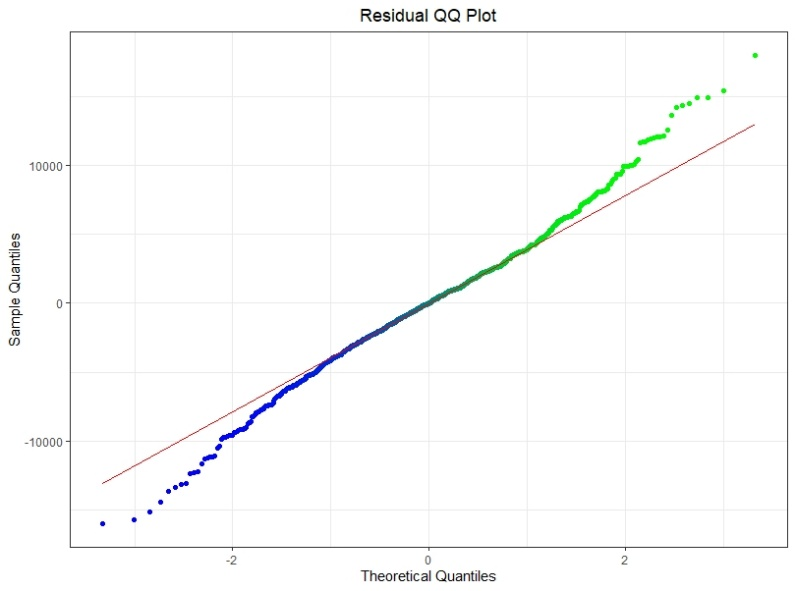 Residual QQ Plot
10000
0
-10000
Sample Quantiles
-2
0
2
Theoretical Quantiles